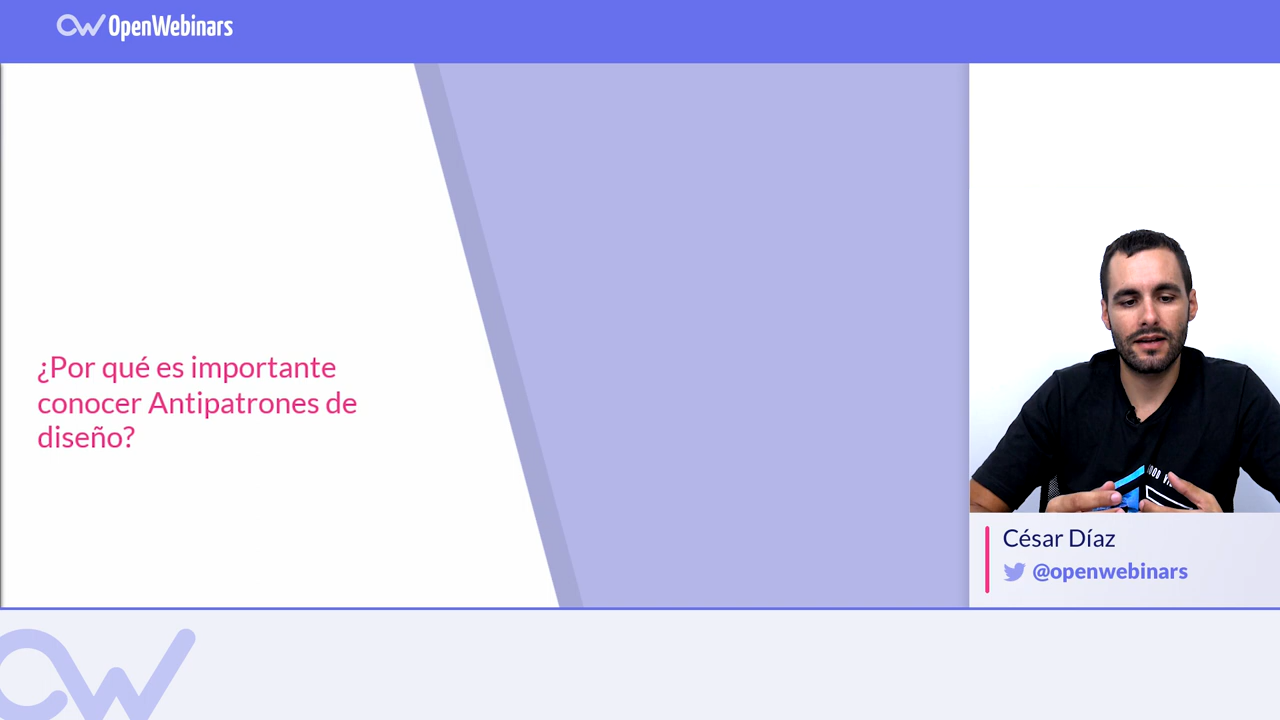 OpenWebinars
¿Por qué es importante
conocer Antipatrones de
diseño?
César Díaz
@openwebinars